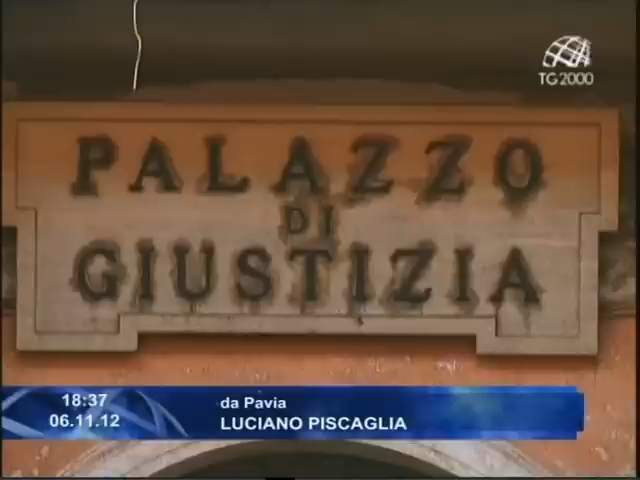 TG2000
PALAZZO
DI
GIUSTIZIA
18:37
06.11.12
da Pavia
LUCIANO PISCAGLIA